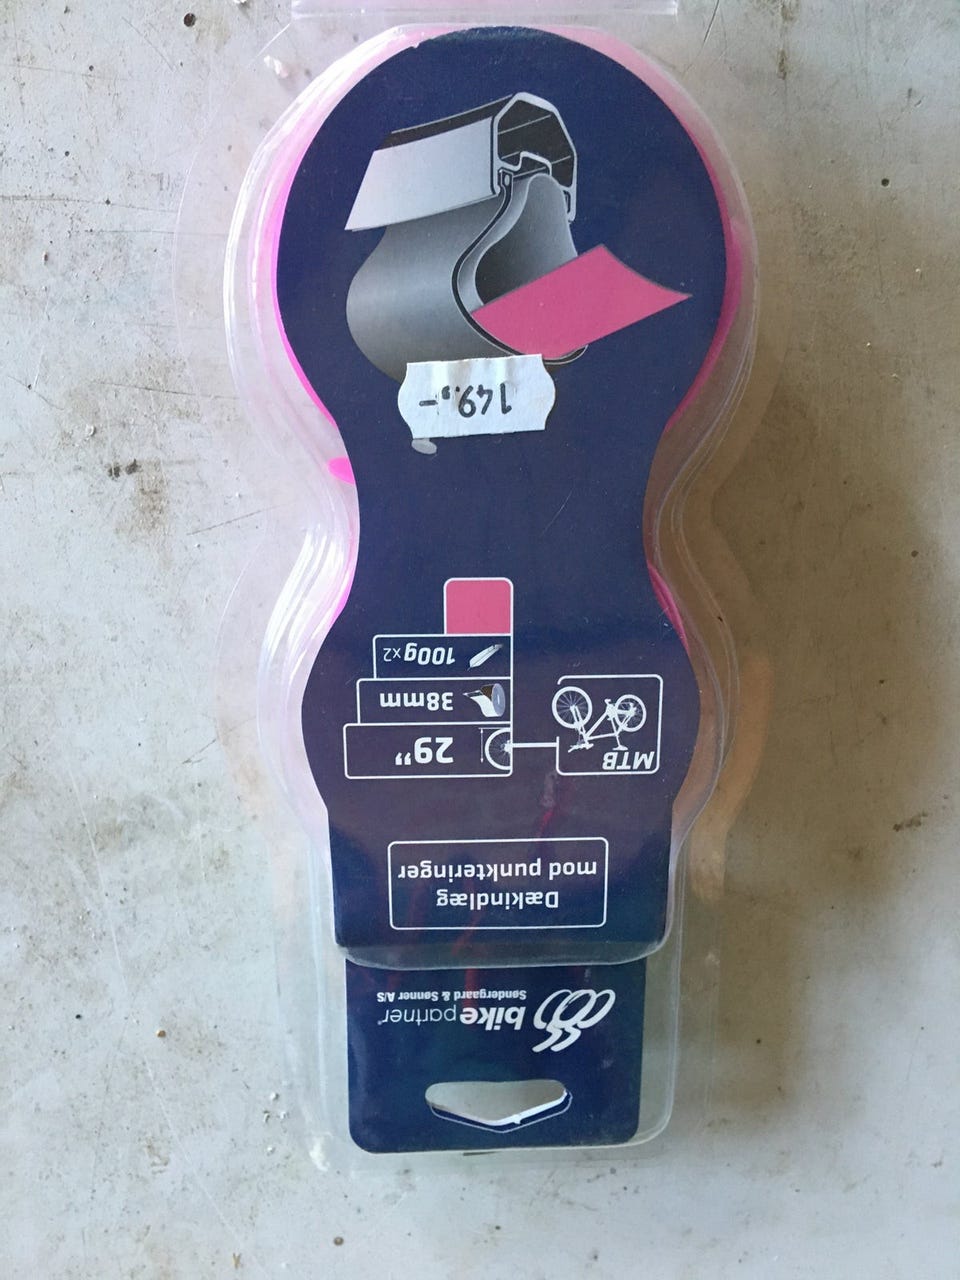 bike partner®
Søndergaard & Sønner A/S
Dækindlæg
mod punkteringer
MTB
29”
38mm
100g x2
149.,-